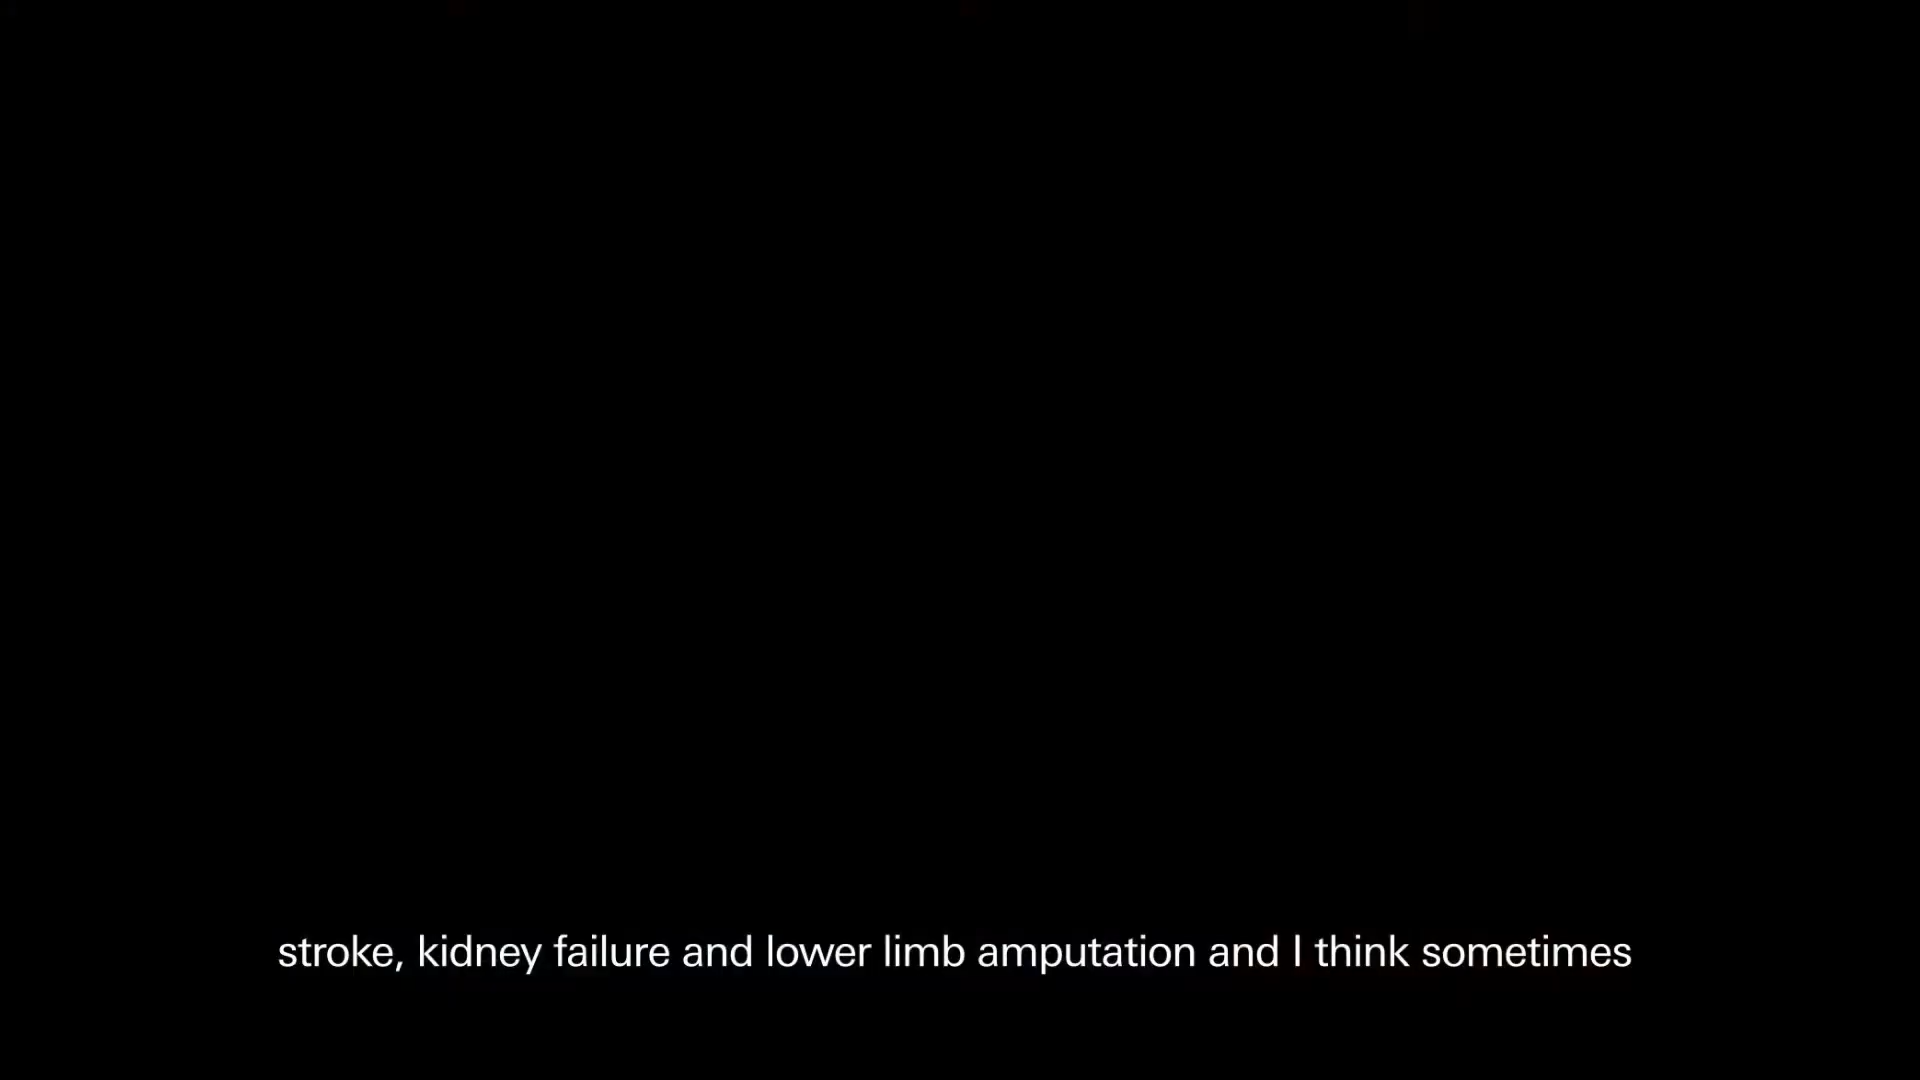 stroke, kidney failure and lower limb amputation and I think sometimes